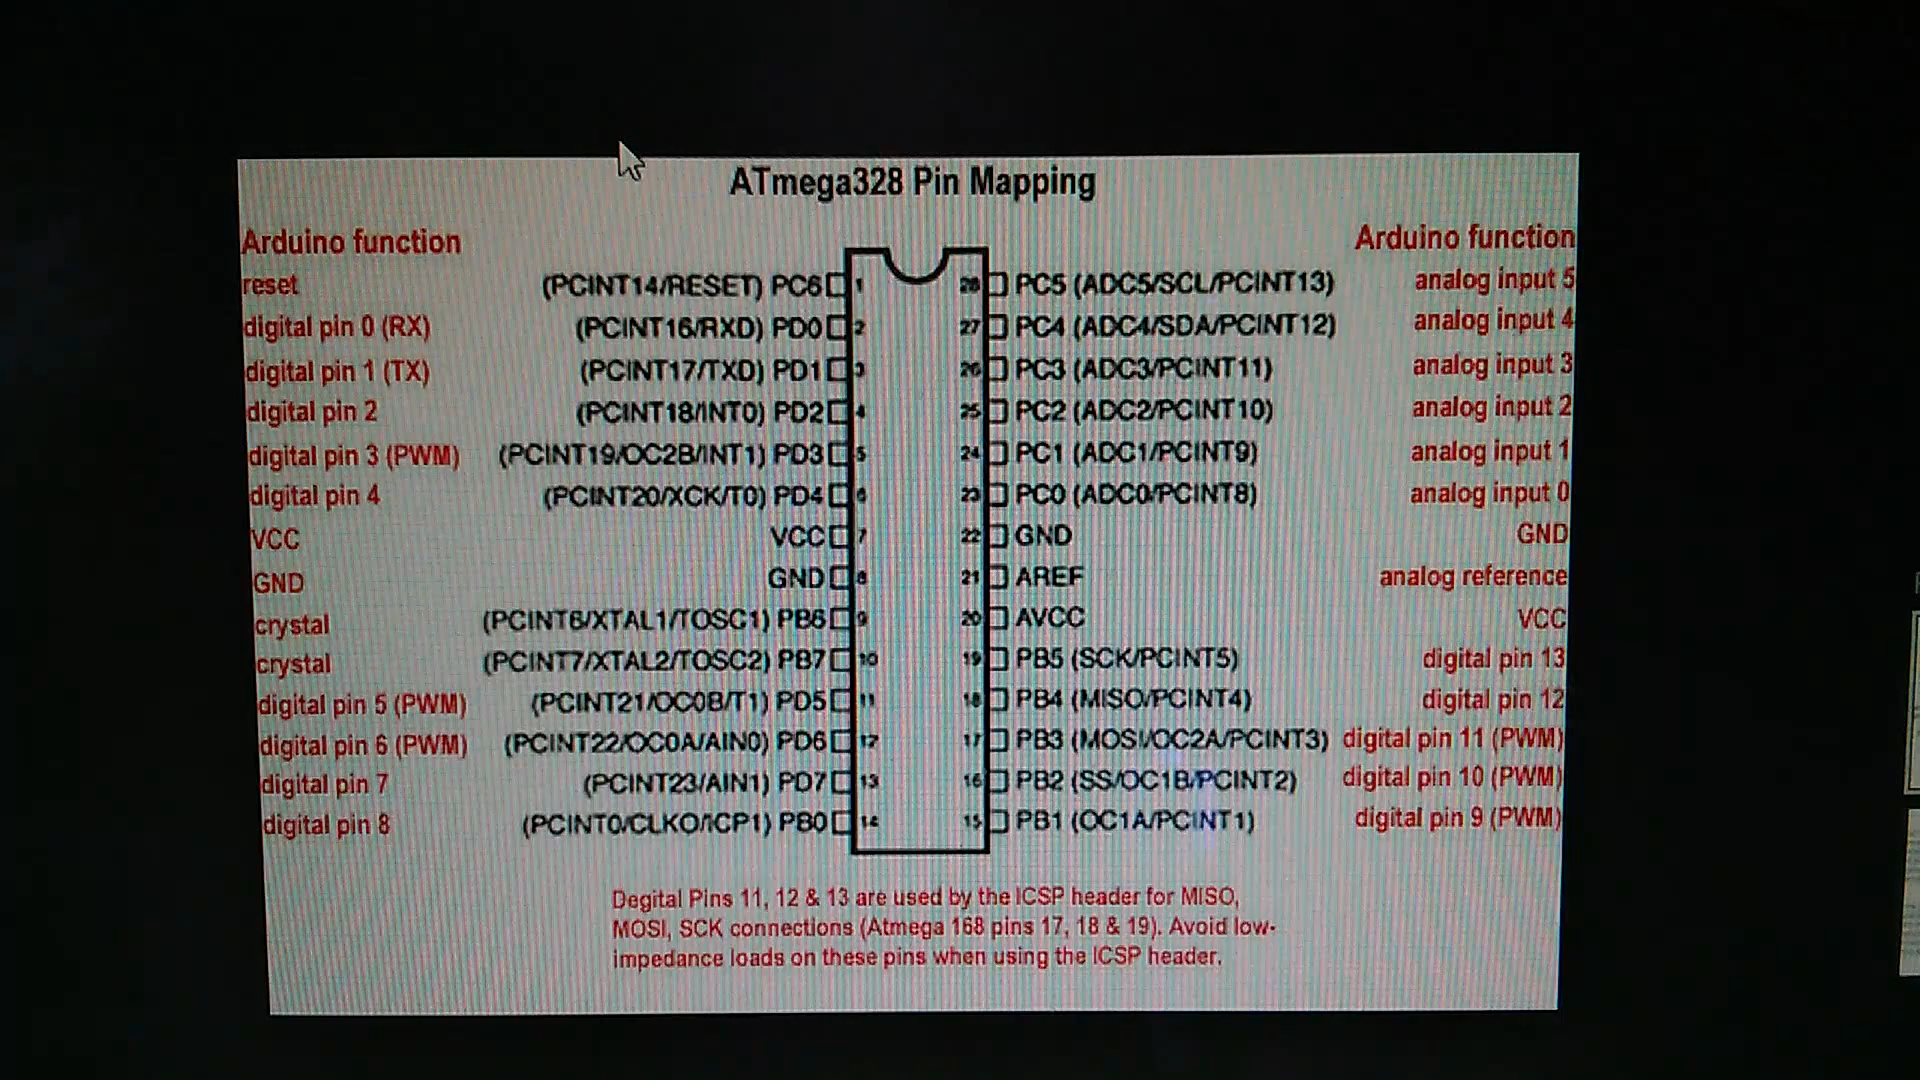 ATmega328 Pin Mapping
Arduino function Arduino function
reset (PCINT14/RESET) PC6 1 28 PC5 (ADC5/SCL/PCINT13) analog input 5
digital pin 0 (RX) (PCINT16/RXD) PD0 2 27 PC4 (ADC4/SDA/PCINT12) analog input 4
digital pin 1 (TX) (PCINT17/TXD) PD1 3 26 PC3 (ADC3/PCINT11) analog input 3
digital pin 2 (PCINT18/INT0) PD2 4 25 PC2 (ADC2/PCINT10) analog input 2
digital pin 3 (PWM) (PCINT19/OC2B/INT1) PD3 5 24 PC1 (ADC1/PCINT9) analog input 1
digital pin 4 (PCINT20/XCK/T0) PD4 6 23 PC0 (ADC0/PCINT8) analog input 0
VCC VCC 7 22 GND GND
GND GND 8 21 AREF analog reference
crystal (PCINT6/XTAL1/TOSC1) PB6 9 20 AVCC VCC
crystal (PCINT7/XTAL2/TOSC2) PB7 10 19 PB5 (SCK/PCINT5) digital pin 13
digital pin 5 (PWM) (PCINT21/OC0B/T1) PD5 11 18 PB4 (MISO/PCINT4) digital pin 12
digital pin 6 (PWM) (PCINT22/OC0A/AIN0) PD6 12 17 PB3 (MOSI/OC2A/PCINT3) digital pin 11 (PWM)
digital pin 7 (PCINT23/AIN1) PD7 13 16 PB2 (SS/OC1B/PCINT2) digital pin 10 (PWM)
digital pin 8 (PCINT0/CLKO/ICP1) PB0 14 15 PB1 (OC1A/PCINT1) digital pin 9 (PWM)
Degital Pins 11, 12 & 13 are used by the ICSP header for MISO,
MOSI, SCK connections (Atmega 168 pins 17, 18 & 19). Avoid low-
impedance loads on these pins when using the ICSP header.